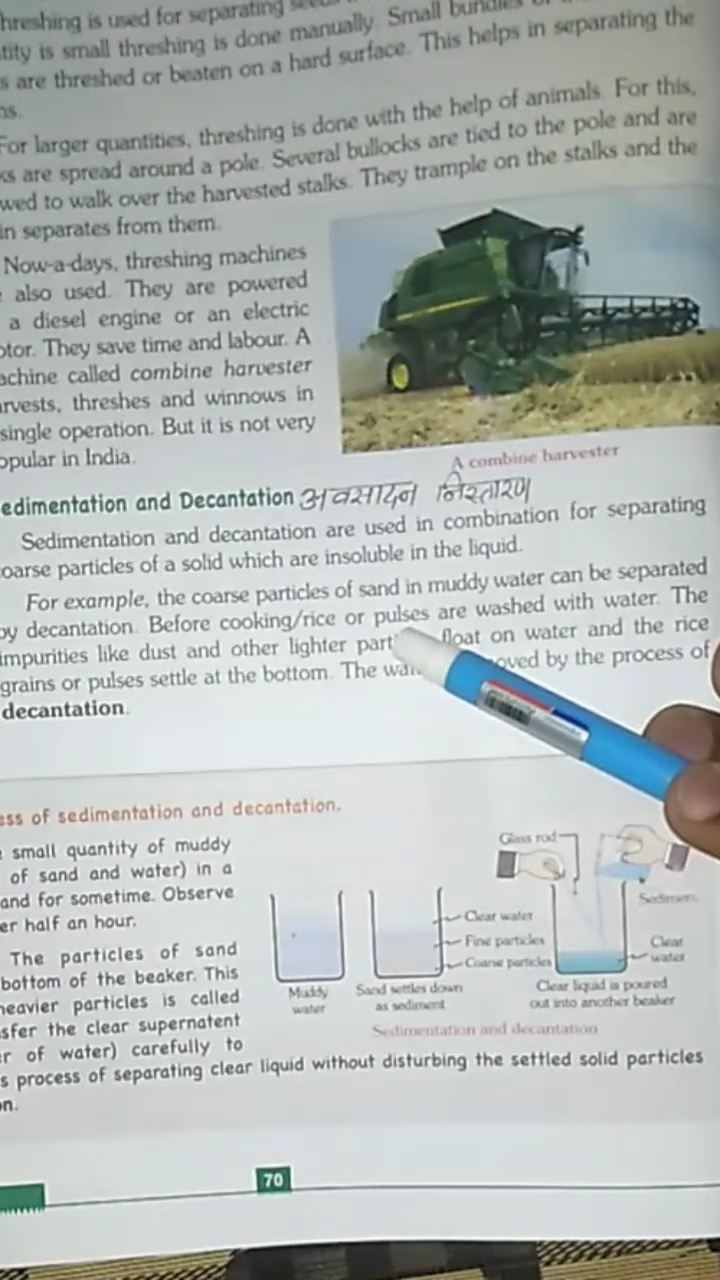 hreshing is used for separating
tity is small threshing is done manually. Small bundles
s are threshed or beaten on a hard surface. This helps in separating the
ns.
For larger quantities, threshing is done with the help of animals. For this,
ks are spread around a pole. Several bullocks are tied to the pole and are
wed to walk over the harvested stalks. They trample on the stalks and the
in separates from them.
Now-a-days, threshing machines
also used. They are powered
a diesel engine or an electric
otor. They save time and labour. A
achine called combine harvester
arvests, threshes and winnows in
single operation. But it is not very
opular in India.
A combine harvester
edimentation and Decantation अवसादन निस्तारण
Sedimentation and decantation are used in combination for separating
coarse particles of a solid which are insoluble in the liquid.
For example, the coarse particles of sand in muddy water can be separated
by decantation. Before cooking/rice or pulses are washed with water. The
impurities like dust and other lighter part float on water and the rice
grains or pulses settle at the bottom. The wat oved by the process of
decantation.
ess of sedimentation and decantation.
small quantity of muddy
of sand and water) in a
and for sometime. Observe
er half an hour.
The particles of sand
bottom of the beaker. This
heavier particles is called
sfer the clear supernatent
er of water) carefully to
s process of separating clear liquid without disturbing the settled solid particles
on.
Glass rod
Sediment
Clear water
Fine particles
Coarse particles
Clear
water
Muddy
water
Sand settles down
as sediment
Clear liquid is poured
out into another beaker
Sedimentation and decantation
70